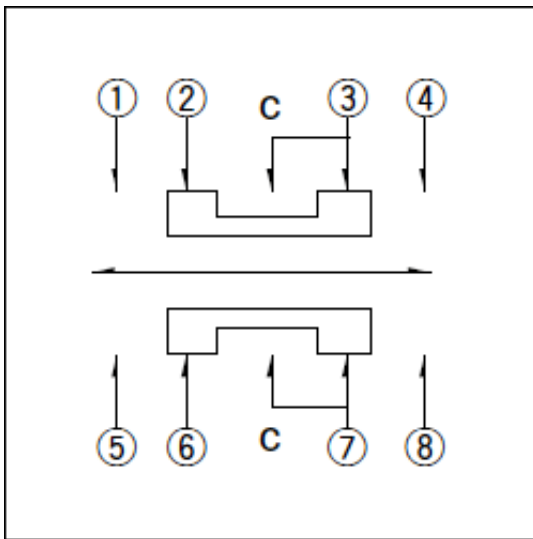 ① ② C ③ ④
⑤ ⑥ C ⑦ ⑧